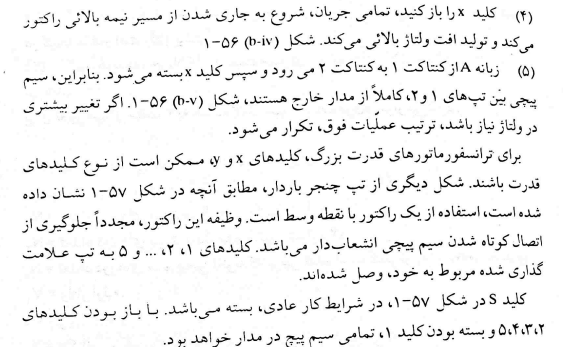 (۴) کلید x را باز کنید، تمامی جریان، شروع به جاری شدن از مسیر نیمه بالائی راکتور
می‌کند و تولید افت ولتاژ بالائی می‌کند. شکل (b-iv) ۱-۵۶
(۵) زبانه A از کنتاکت ۱ به کنتاکت ۲ می رود و سپس کلید x بسته می‌شود. بنابراین، سیم
پیچی بین تپ‌های ۱ و ۲، کاملاً از مدار خارج هستند، شکل (b-v) ۱-۵۶. اگر تغییر بیشتری
در ولتاژ نیاز باشد، ترتیب عملّیات فوق، تکرار می‌شود.
برای ترانسفورماتورهای قدرت بزرگ، کلیدهای x و y، ممکن است از نوع کلیدهای
قدرت باشند. شکل دیگری از تپ چنجر باردار، مطابق آنچه در شکل ۱-۵۷ نشان داده
شده است، استفاده از یک راکتور با نقطه وسط است. وظیفه این راکتور، مجدداً جلوگیری از
اتصال کوتاه شدن سیم پیچی انشعاب‌دار می‌باشد. کلیدهای ۱، ۲، ... و ۵ به تپ علامت
گذاری شده مربوط به خود، وصل شده‌اند.
کلید S در شکل ۱-۵۷، در شرایط کار عادی، بسته می‌باشد. با باز بودن کلیدهای
۵،۴،۳،۲ و بسته بودن کلید ۱، تمامی سیم پیچ در مدار خواهد بود.